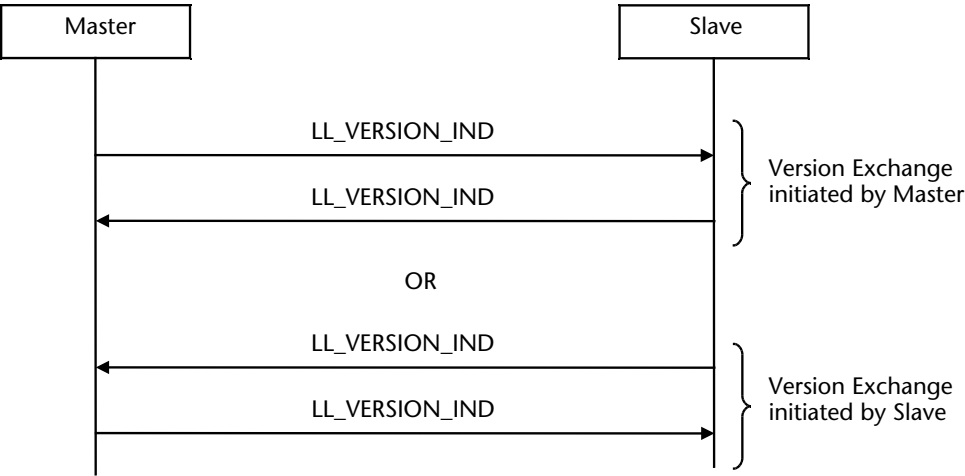 Master
Slave
LL_VERSION_IND
LL_VERSION_IND
Version Exchange
initiated by Master
OR
LL_VERSION_IND
LL_VERSION_IND
Version Exchange
initiated by Slave